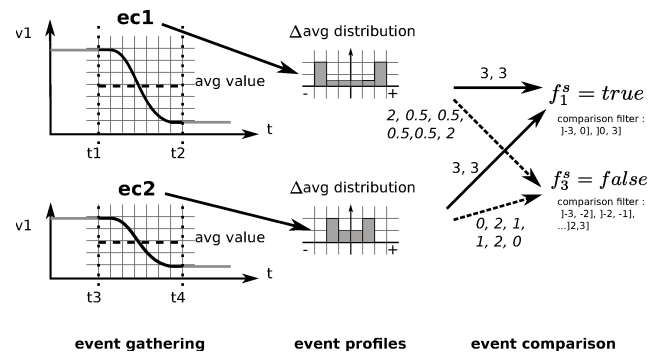 ec1
v1
avg value
t1
t2
t
Δavg distribution
-
+
3, 3
2, 0.5, 0.5,
0.5,0.5, 2
f₁ˢ = true
comparison filter :
]-3, 0], ]0, 3]
ec2
v1
avg value
t3
t4
t
Δavg distribution
-
+
3, 3
0, 2, 1,
1, 2, 0
f₃ˢ = false
comparison filter :
]-3, -2], ]-2, -1],
...]2,3]
event gathering
event profiles
event comparison